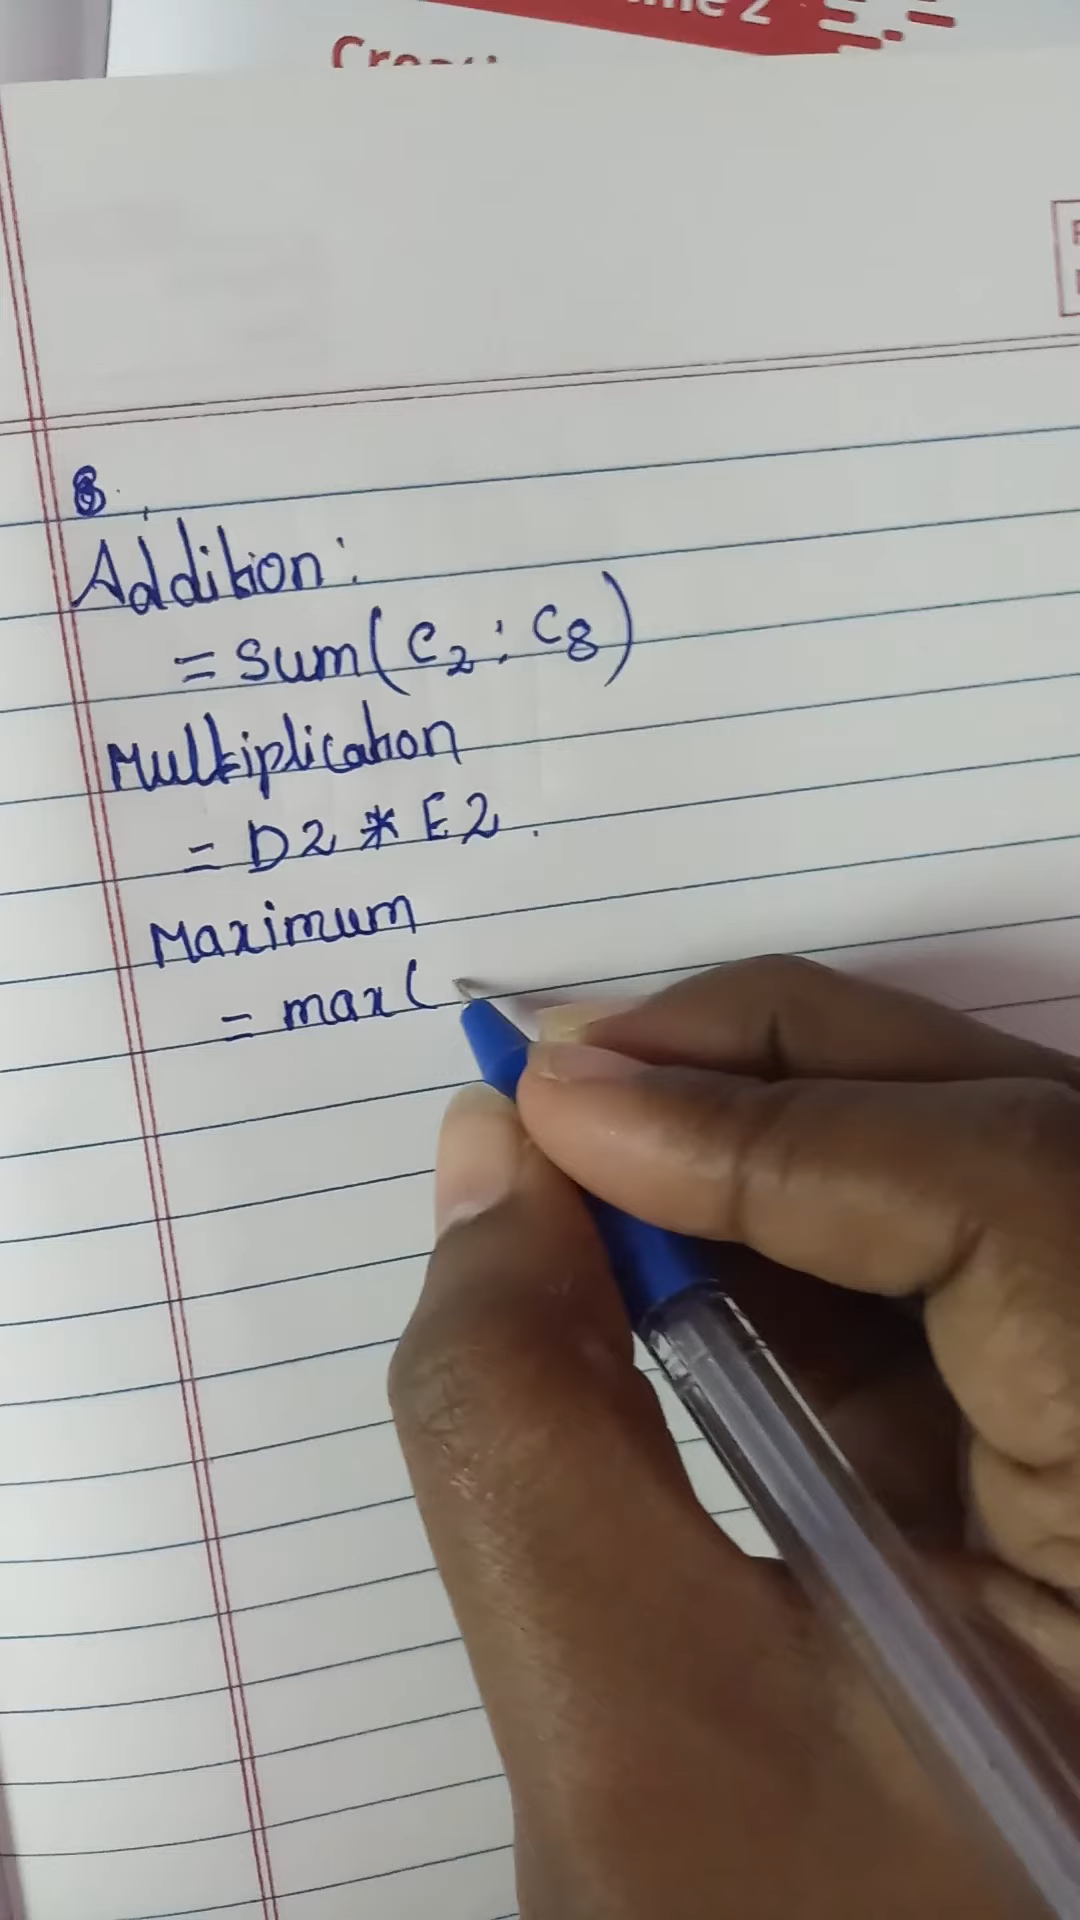 8.
Addition:
= sum(C2 : C8)
Multiplication
= D2 * E2.
Maximum
= max(